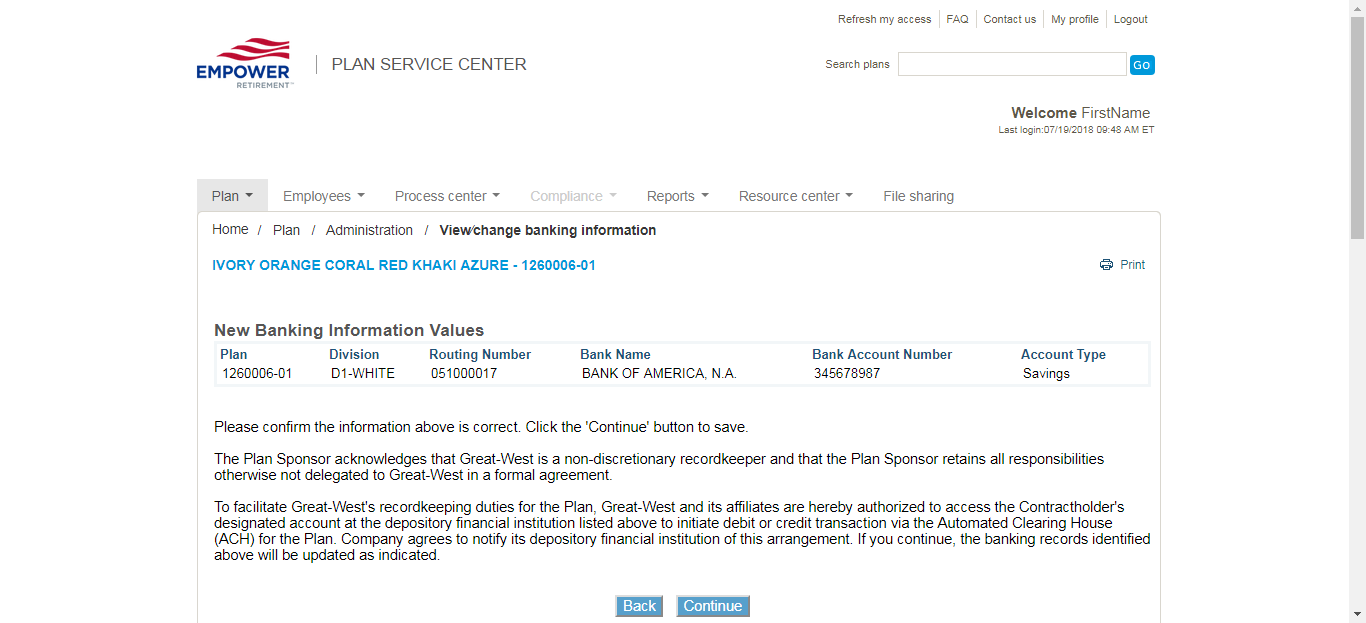 Refresh my access FAQ Contact us My profile Logout
EMPOWER
RETIREMENT™
PLAN SERVICE CENTER
Search plans GO
Welcome FirstName
Last login:07/19/2018 09:48 AM ET
Plan Employees Process center Compliance Reports Resource center File sharing
Home / Plan / Administration / View/change banking information
IVORY ORANGE CORAL RED KHAKI AZURE - 1260006-01 Print
New Banking Information Values
Plan Division Routing Number Bank Name Bank Account Number Account Type
1260006-01 D1-WHITE 051000017 BANK OF AMERICA, N.A. 345678987 Savings
Please confirm the information above is correct. Click the 'Continue' button to save.
The Plan Sponsor acknowledges that Great-West is a non-discretionary recordkeeper and that the Plan Sponsor retains all responsibilities
otherwise not delegated to Great-West in a formal agreement.
To facilitate Great-West's recordkeeping duties for the Plan, Great-West and its affiliates are hereby authorized to access the Contractholder's
designated account at the depository financial institution listed above to initiate debit or credit transaction via the Automated Clearing House
(ACH) for the Plan. Company agrees to notify its depository financial institution of this arrangement. If you continue, the banking records identified
above will be updated as indicated.
Back Continue